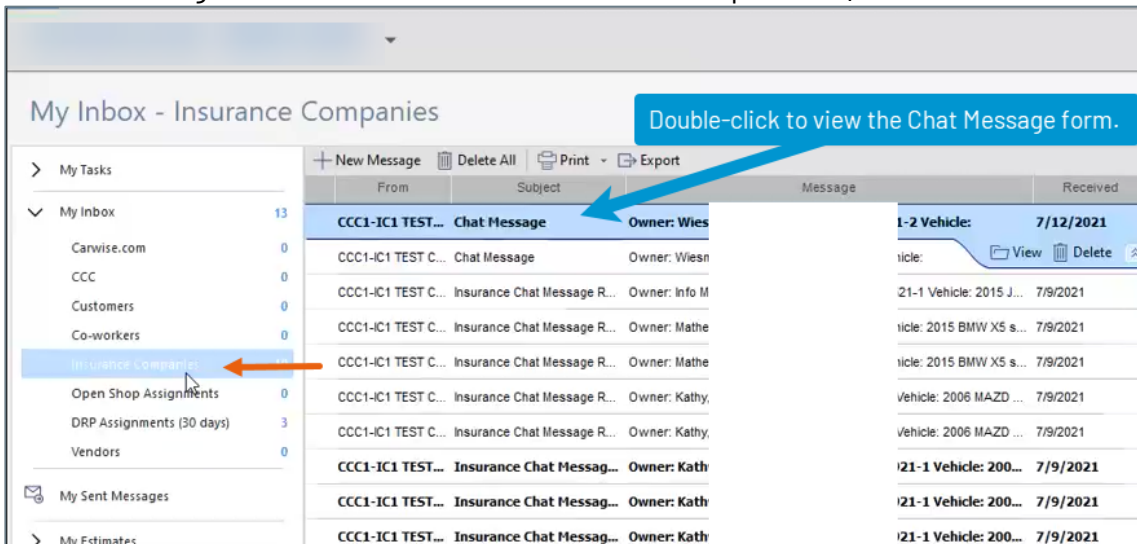 My Inbox - Insurance Companies
Double-click to view the Chat Message form.
My Tasks
My Inbox 13
Carwise.com 0
CCC 0
Customers 0
Co-workers 0
Insurance Companies
Open Shop Assignments 0
DRP Assignments (30 days) 3
Vendors 0
My Sent Messages
My Estimates
New Message Delete All Print Export
From Subject Message Received
CCC1-IC1 TEST... Chat Message Owner: Wies 1-2 Vehicle: 7/12/2021
View Delete
CCC1-IC1 TEST C... Chat Message Owner: Wiesn hicle:
CCC1-IC1 TEST C... Insurance Chat Message R... Owner: Info M 21-1 Vehicle: 2015 J... 7/9/2021
CCC1-IC1 TEST C... Insurance Chat Message R... Owner: Mathe hicle: 2015 BMW X5 s... 7/9/2021
CCC1-IC1 TEST C... Insurance Chat Message R... Owner: Mathe hicle: 2015 BMW X5 s... 7/9/2021
CCC1-IC1 TEST C... Insurance Chat Message R... Owner: Kathy, Vehicle: 2006 MAZD ... 7/9/2021
CCC1-IC1 TEST C... Insurance Chat Message R... Owner: Kathy, Vehicle: 2006 MAZD ... 7/9/2021
CCC1-IC1 TEST... Insurance Chat Messag... Owner: Kath 21-1 Vehicle: 200... 7/9/2021
CCC1-IC1 TEST... Insurance Chat Messag... Owner: Kath 21-1 Vehicle: 200... 7/9/2021
CCC1-IC1 TEST... Insurance Chat Messag... Owner: Kath 21-1 Vehicle: 200... 7/9/2021